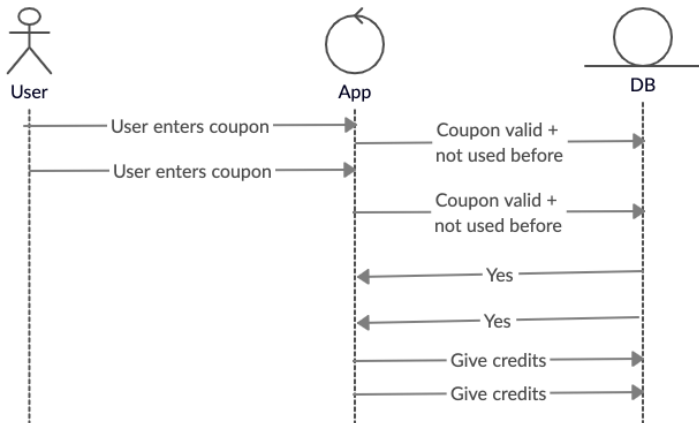 User
App
DB
User enters coupon
Coupon valid +
not used before
User enters coupon
Coupon valid +
not used before
Yes
Yes
Give credits
Give credits